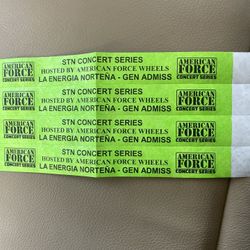 AMERICAN
FORCE
CONCERT SERIES
STN CONCERT SERIES
HOSTED BY AMERICAN FORCE WHEELS
LA ENERGIA NORTEÑA - GEN ADMISS
AMERICAN
FORCE
CONCERT SERIES
AMERICAN
FORCE
CONCERT SERIES
STN CONCERT SERIES
HOSTED BY AMERICAN FORCE WHEELS
LA ENERGIA NORTEÑA - GEN ADMISS
AMERICAN
FORCE
CONCERT SERIES
AMERICAN
FORCE
CONCERT SERIES
STN CONCERT SERIES
HOSTED BY AMERICAN FORCE WHEELS
LA ENERGIA NORTEÑA - GEN ADMISS
AMERICAN
FORCE
CONCERT SERIES
AMERICAN
FORCE
CONCERT SERIES
STN CONCERT SERIES
HOSTED BY AMERICAN FORCE WHEELS
LA ENERGIA NORTEÑA - GEN ADMISS
AMERICAN
FORCE
CONCERT SERIES